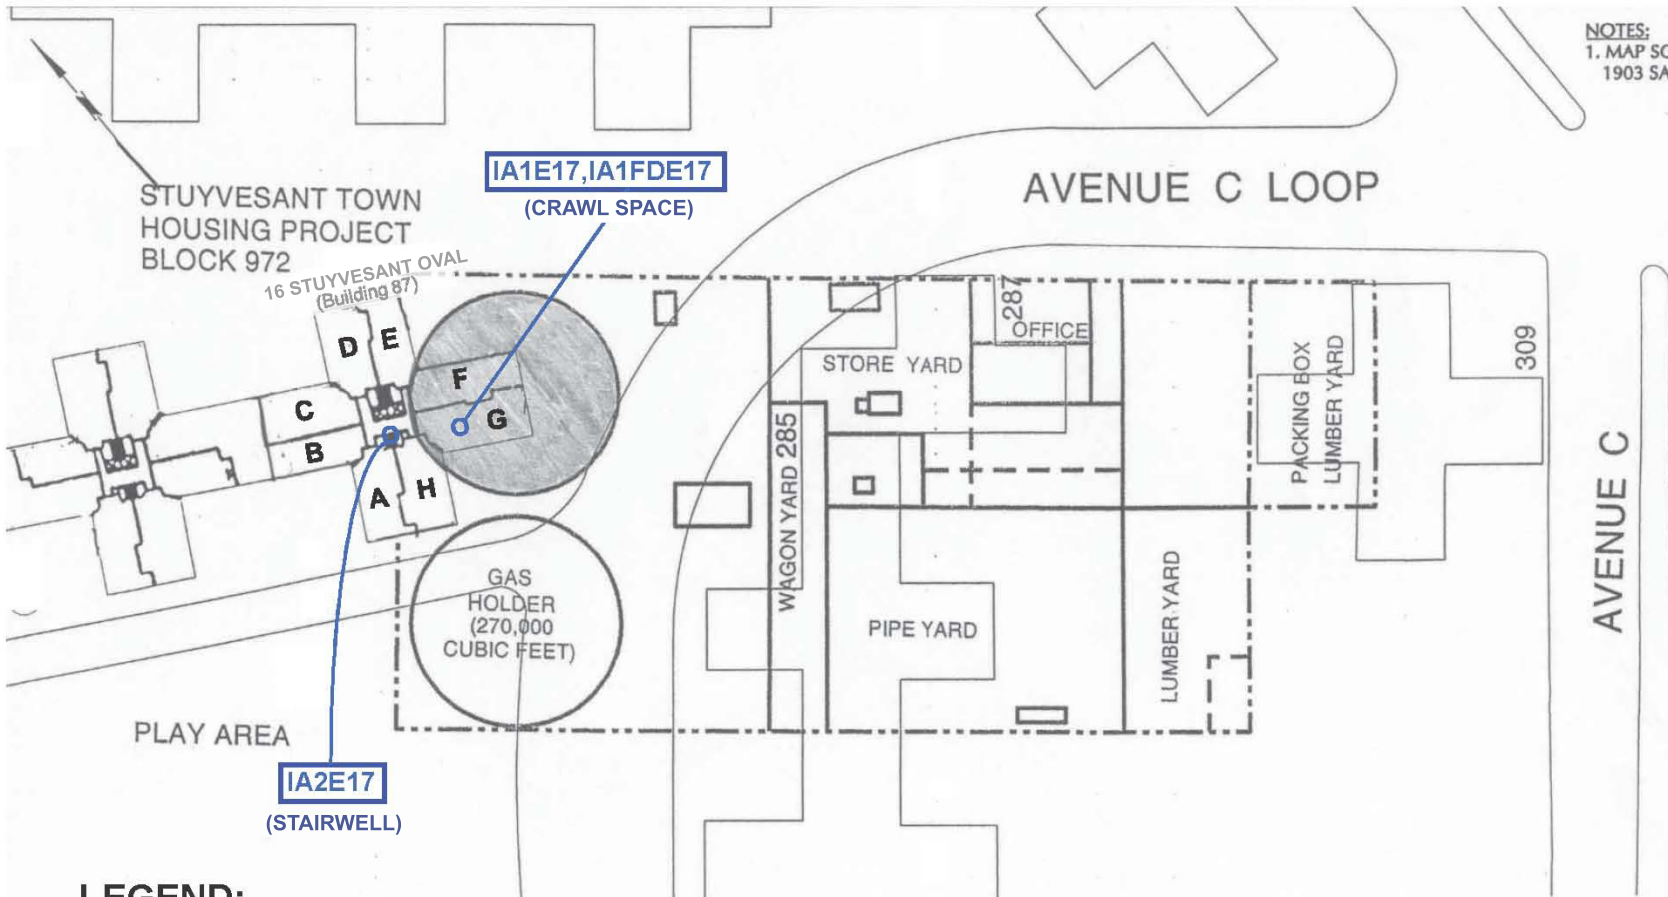 NOTES:
1. MAP SO
1903 SA
IA1E17,IA1FDE17
(CRAWL SPACE)
AVENUE C LOOP
STUYVESANT TOWN
HOUSING PROJECT
BLOCK 972
16 STUYVESANT OVAL
(Building 87)
D
E
F
G
C
B
A
H
287
OFFICE
STORE YARD
WAGON YARD 285
PACKING BOX
LUMBER YARD
309
AVENUE C
GAS
HOLDER
(270,000
CUBIC FEET)
PIPE YARD
LUMBER YARD
PLAY AREA
IA2E17
(STAIRWELL)
LEGEND: